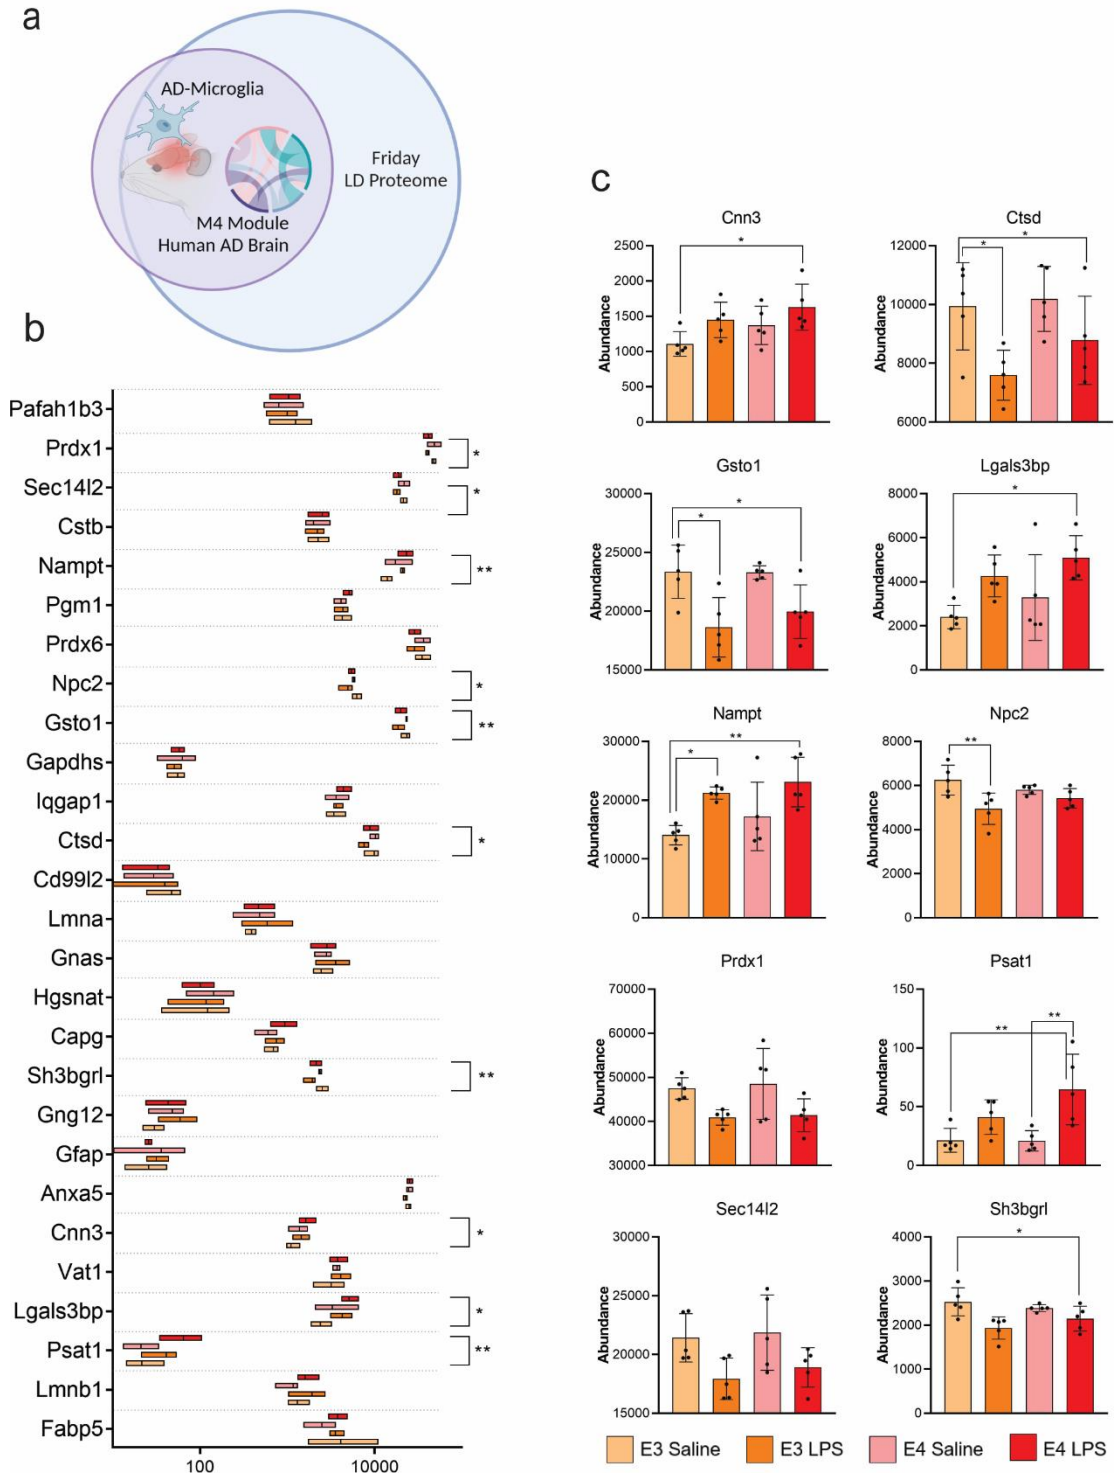 a
AD-Microglia
Friday
LD Proteome
M4 Module
Human AD Brain
b
Pafah1b3
Prdx1
*
Sec14l2
*
Cstb
Nampt
**
Pgm1
Prdx6
Npc2
*
Gsto1
**
Gapdhs
Iqgap1
Ctsd
*
Cd99l2
Lmna
Gnas
Hgsnat
Capg
Sh3bgrl
**
Gng12
Gfap
Anxa5
Cnn3
*
Vat1
Lgals3bp
*
Psat1
**
Lmnb1
Fabp5
100 10000
c
Cnn3
Abundance
2500
2000
1500
1000
500
0
*
Ctsd
Abundance
12000
10000
8000
6000
*
*
Gsto1
Abundance
30000
25000
20000
15000
*
*
Lgals3bp
Abundance
8000
6000
4000
2000
0
*
Nampt
Abundance
30000
20000
10000
0
**
*
Npc2
Abundance
8000
6000
4000
2000
0
**
Prdx1
Abundance
70000
60000
50000
40000
30000
Psat1
Abundance
150
100
50
0
**
**
Sec14l2
Abundance
30000
25000
20000
15000
Sh3bgrl
Abundance
4000
3000
2000
1000
0
*
E3 Saline E3 LPS E4 Saline E4 LPS